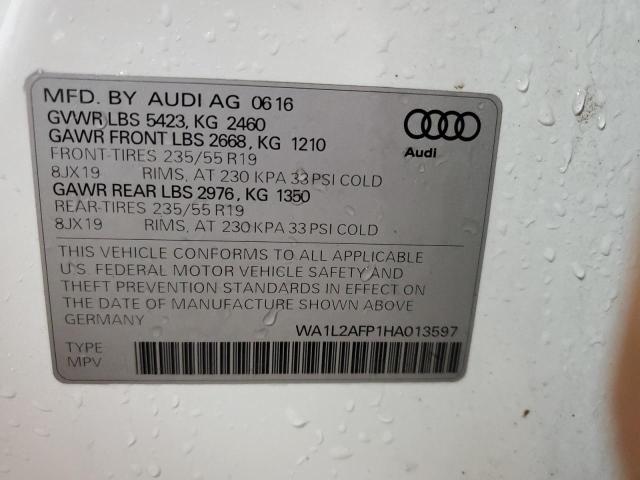 MFD. BY AUDI AG 0616
GVWR LBS 5423, KG 2460
GAWR FRONT LBS 2668, KG 1210
FRONT-TIRES 235/55 R19
8JX19 RIMS, AT 230 KPA 33 PSI COLD
GAWR REAR LBS 2976, KG 1350
REAR-TIRES 235/55 R19
8JX19 RIMS, AT 230 KPA 33 PSI COLD
Audi
THIS VEHICLE CONFORMS TO ALL APPLICABLE
U.S. FEDERAL MOTOR VEHICLE SAFETY AND
THEFT PREVENTION STANDARDS IN EFFECT ON
THE DATE OF MANUFACTURE SHOWN ABOVE.
GERMANY
WA1L2AFP1HA013597
TYPE
MPV